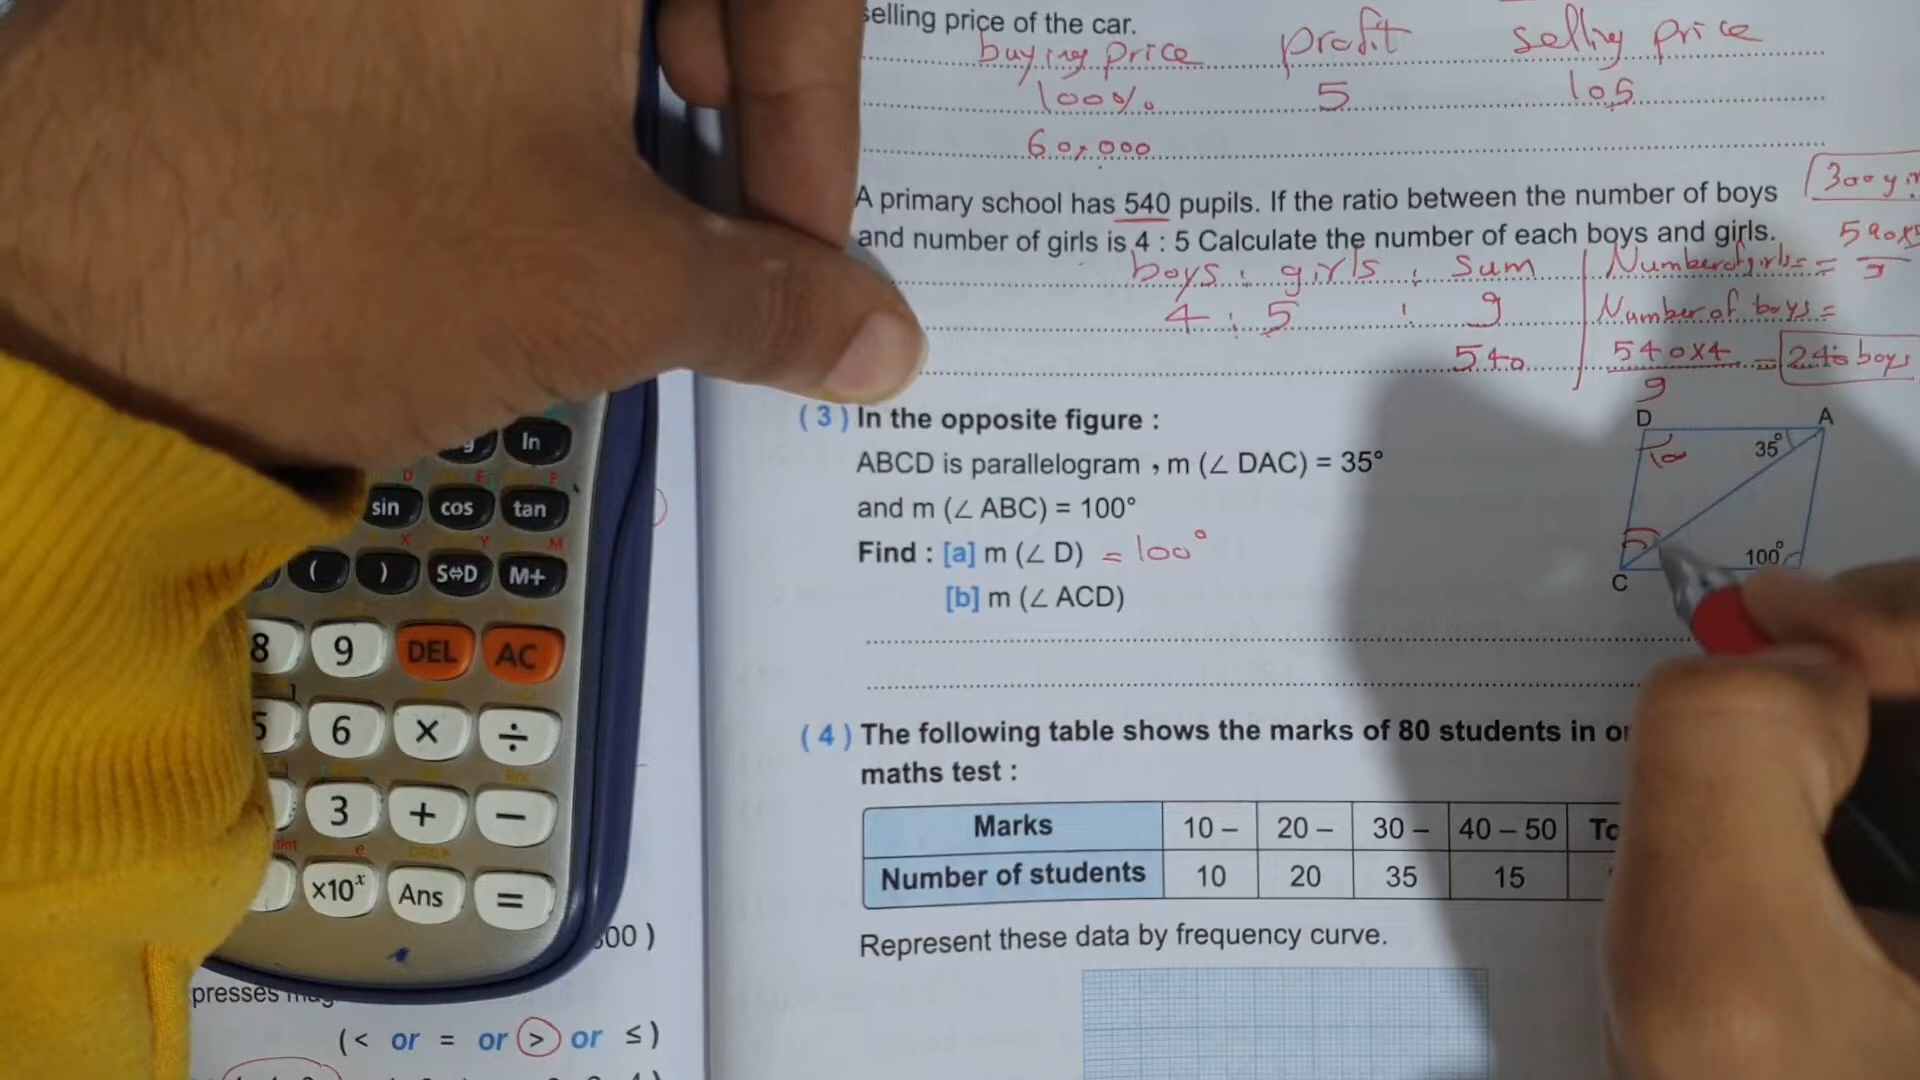 selling price of the car.
buying price profit selling price
100% 5 105
60,000
A primary school has 540 pupils. If the ratio between the number of boys
and number of girls is 4 : 5 Calculate the number of each boys and girls.
boys : girls : Sum
4 : 5 : 9
540
300
Number of girls =
9
Number of boys =
540×4 = 240 boys
9
( 3 ) In the opposite figure :
ABCD is parallelogram , m (∠ DAC) = 35°
and m (∠ ABC) = 100°
Find : [a] m (∠ D) = 100°
[b] m (∠ ACD)
D A
35°
100°
C
( 4 ) The following table shows the marks of 80 students in
maths test :
Marks 10 – 20 – 30 – 40 – 50
Number of students 10 20 35 15
Represent these data by frequency curve.
ln
sin cos tan
( ) S⇔D M+
8 9 DEL AC
5 6 × ÷
3 + −
×10ˣ Ans =
00 )
presses
(< or = or > or ≤ )